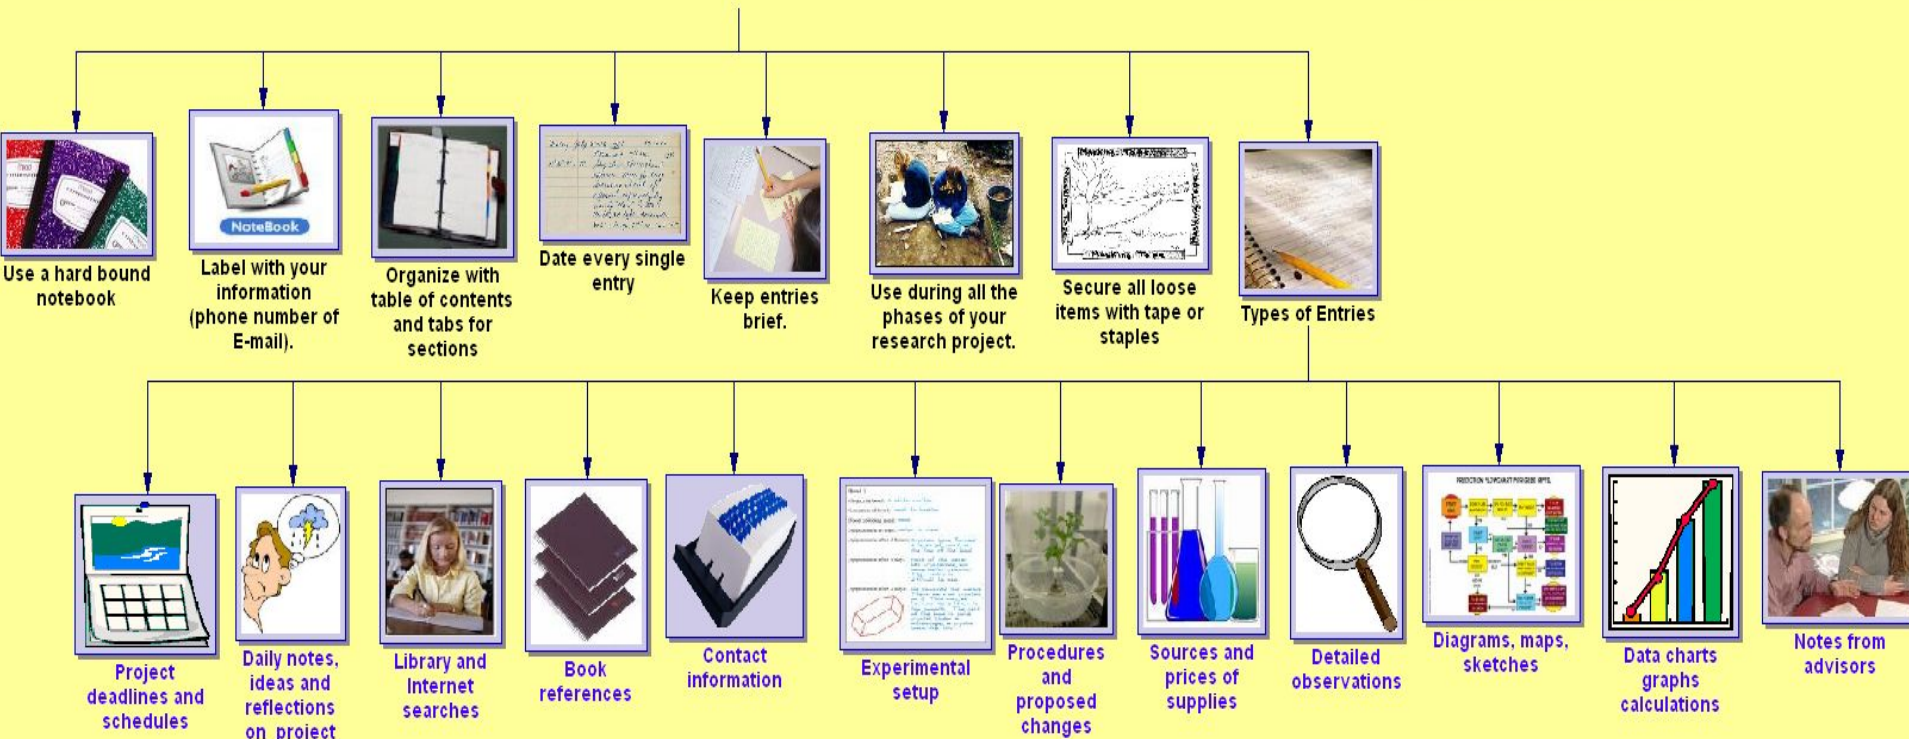 NoteBook
Use a hard bound
notebook
Label with your
information
(phone number of
E-mail).
Organize with
table of contents
and tabs for
sections
Date every single
entry
Keep entries
brief.
Use during all the
phases of your
research project.
Secure all loose
items with tape or
staples
Types of Entries
Project
deadlines and
schedules
Daily notes,
ideas and
reflections
on project
Library and
Internet
searches
Book
references
Contact
information
Experimental
setup
Procedures
and
proposed
changes
Sources and
prices of
supplies
Detailed
observations
Diagrams, maps,
sketches
Data charts
graphs
calculations
Notes from
advisors